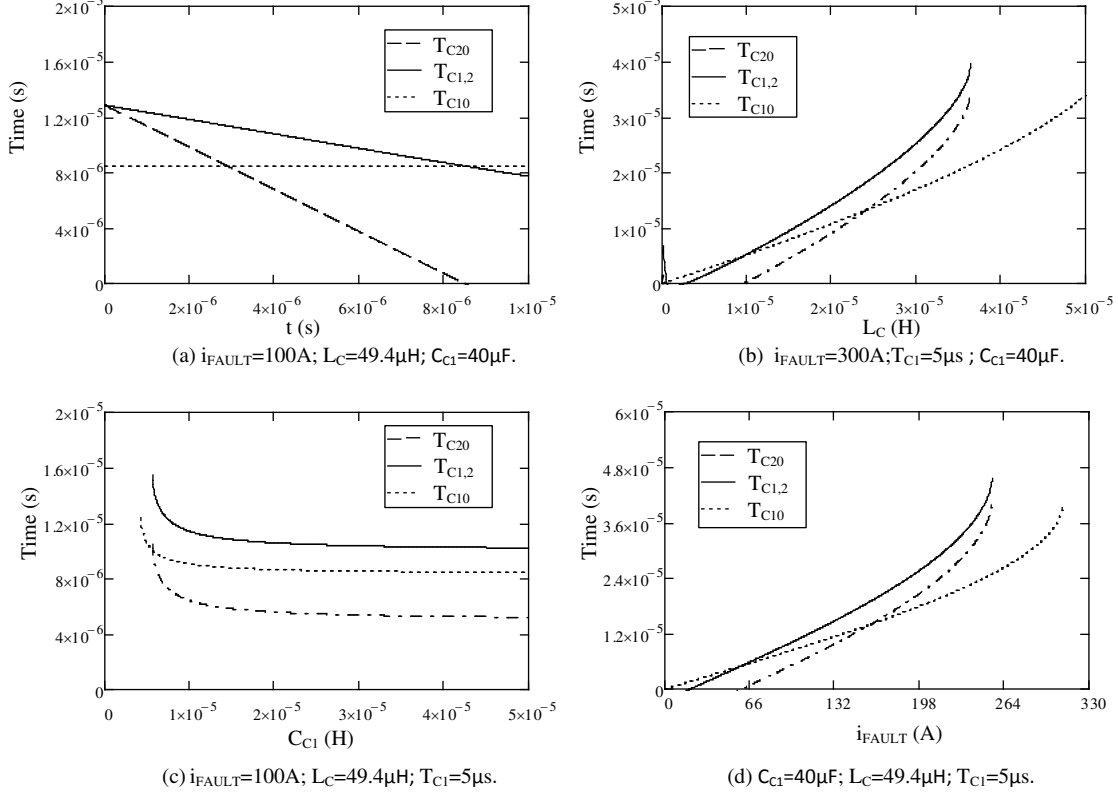 2×10⁻⁵
1.6×10⁻⁵
1.2×10⁻⁵
8×10⁻⁶
4×10⁻⁶
0
Time (s)
T_C20
T_C1,2
T_C10
0 2×10⁻⁶ 4×10⁻⁶ 6×10⁻⁶ 8×10⁻⁶ 1×10⁻⁵
t (s)
(a) i_FAULT=100A; L_C=49.4µH; C_C1=40µF.
5×10⁻⁵
4×10⁻⁵
3×10⁻⁵
2×10⁻⁵
1×10⁻⁵
0
Time (s)
T_C20
T_C1,2
T_C10
0 1×10⁻⁵ 2×10⁻⁵ 3×10⁻⁵ 4×10⁻⁵ 5×10⁻⁵
L_C (H)
(b) i_FAULT=300A;T_C1=5µs ; C_C1=40µF.
2×10⁻⁵
1.6×10⁻⁵
1.2×10⁻⁵
8×10⁻⁶
4×10⁻⁶
0
Time (s)
T_C20
T_C1,2
T_C10
0 1×10⁻⁵ 2×10⁻⁵ 3×10⁻⁵ 4×10⁻⁵ 5×10⁻⁵
C_C1 (H)
(c) i_FAULT=100A; L_C=49.4µH; T_C1=5µs.
6×10⁻⁵
4.8×10⁻⁵
3.6×10⁻⁵
2.4×10⁻⁵
1.2×10⁻⁵
0
Time (s)
T_C20
T_C1,2
T_C10
0 66 132 198 264 330
i_FAULT (A)
(d) C_C1=40µF; L_C=49.4µH; T_C1=5µs.